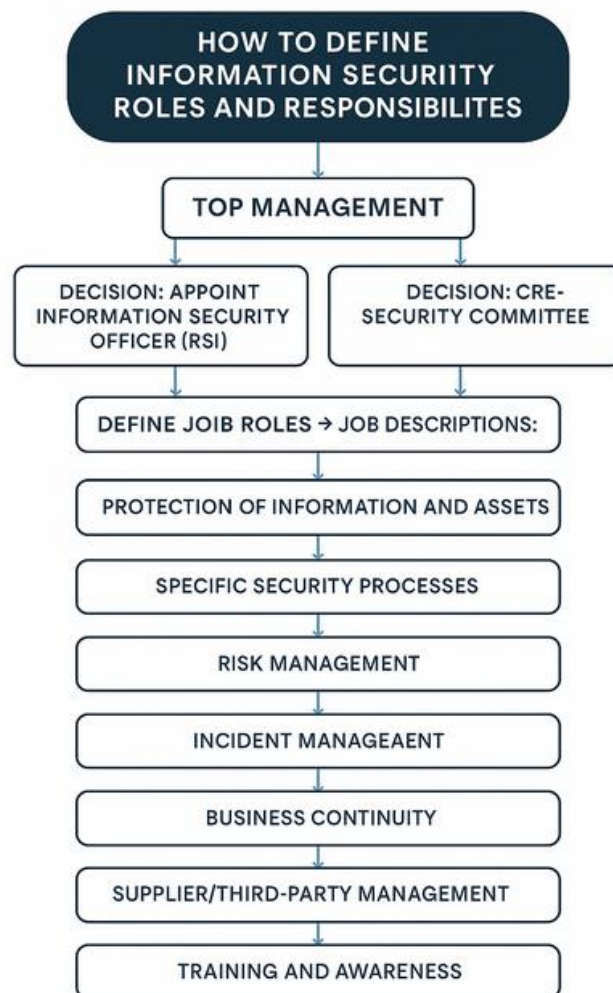 HOW TO DEFINE
INFORMATION SECURIITY
ROLES AND RESPONSIBILITES
TOP MANAGEMENT
DECISION: APPOINT
INFORMATION SECURITY
OFFICER (RSI)
DECISION: CRE-
SECURITY COMMITTEE
DEFINE JOIB ROLES → JOB DESCRIPTIONS:
PROTECTION OF INFORMATION AND ASSETS
SPECIFIC SECURITY PROCESSES
RISK MANAGEMENT
INCIDENT MANAGEAENT
BUSINESS CONTINUITY
SUPPLIER/THIRD-PARTY MANAGEMENT
TRAINING AND AWARENESS